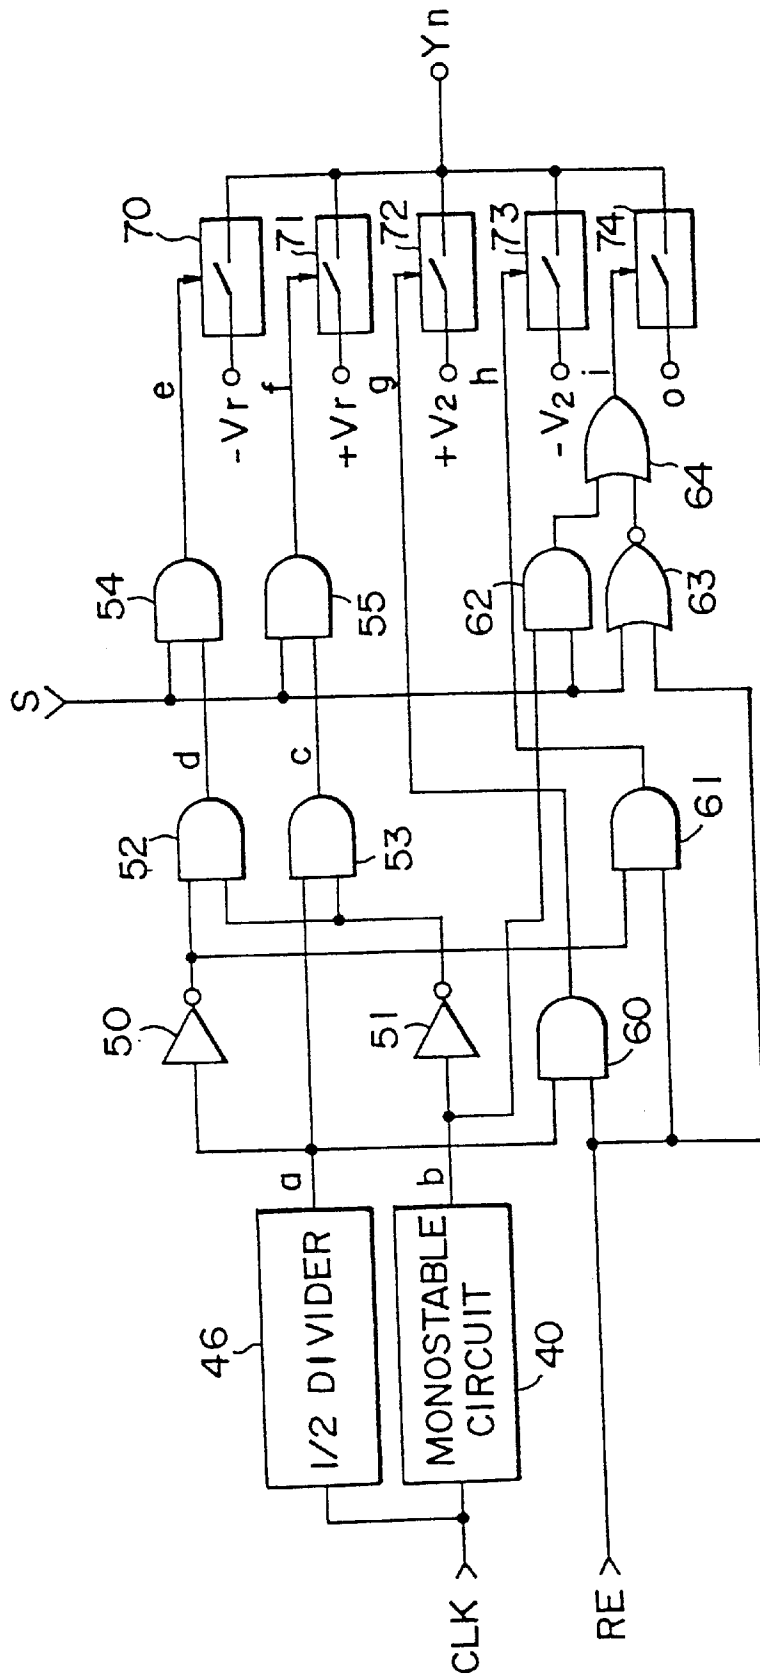 CLK
RE
46
1/2 DIVIDER
a
MONOSTABLE
CIRCUIT
40
b
50
51
60
52
53
61
d
c
S
54
55
62
63
64
e
f
g
h
i
-Vr
+Vr
+V2
-V2
0
70
71
72
73
74
Yn